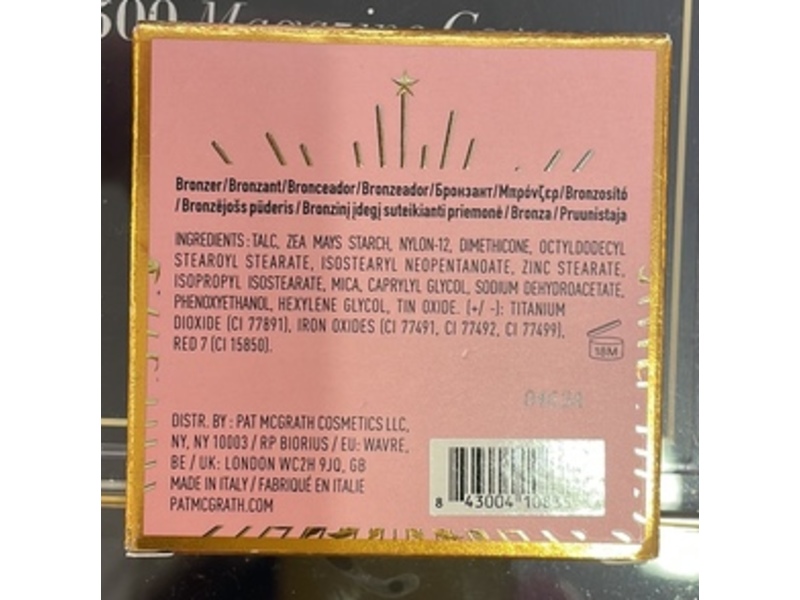 500 Magazine
Bronzer/Bronzant/Bronceador/Bronzeador/Бронзант/Μπρόνζερ/Bronzosító
/ Bronzējošs pūderis / Bronzinį įdegį suteikianti priemonė / Bronza / Pruunistaja
INGREDIENTS: TALC, ZEA MAYS STARCH, NYLON-12, DIMETHICONE, OCTYLDODECYL
STEAROYL STEARATE, ISOSTEARYL NEOPENTANOATE, ZINC STEARATE,
ISOPROPYL ISOSTEARATE, MICA, CAPRYLYL GLYCOL, SODIUM DEHYDROACETATE,
PHENOXYETHANOL, HEXYLENE GLYCOL, TIN OXIDE. (+/ -): TITANIUM
DIOXIDE (CI 77891), IRON OXIDES (CI 77491, CI 77492, CI 77499),
RED 7 (CI 15850).
18M
DISTR. BY : PAT MCGRATH COSMETICS LLC,
NY, NY 10003 / RP BIORIUS / EU: WAVRE,
BE / UK: LONDON WC2H 9JQ, GB
MADE IN ITALY / FABRIQUÉ EN ITALIE
PATMCGRATH.COM
8 43004